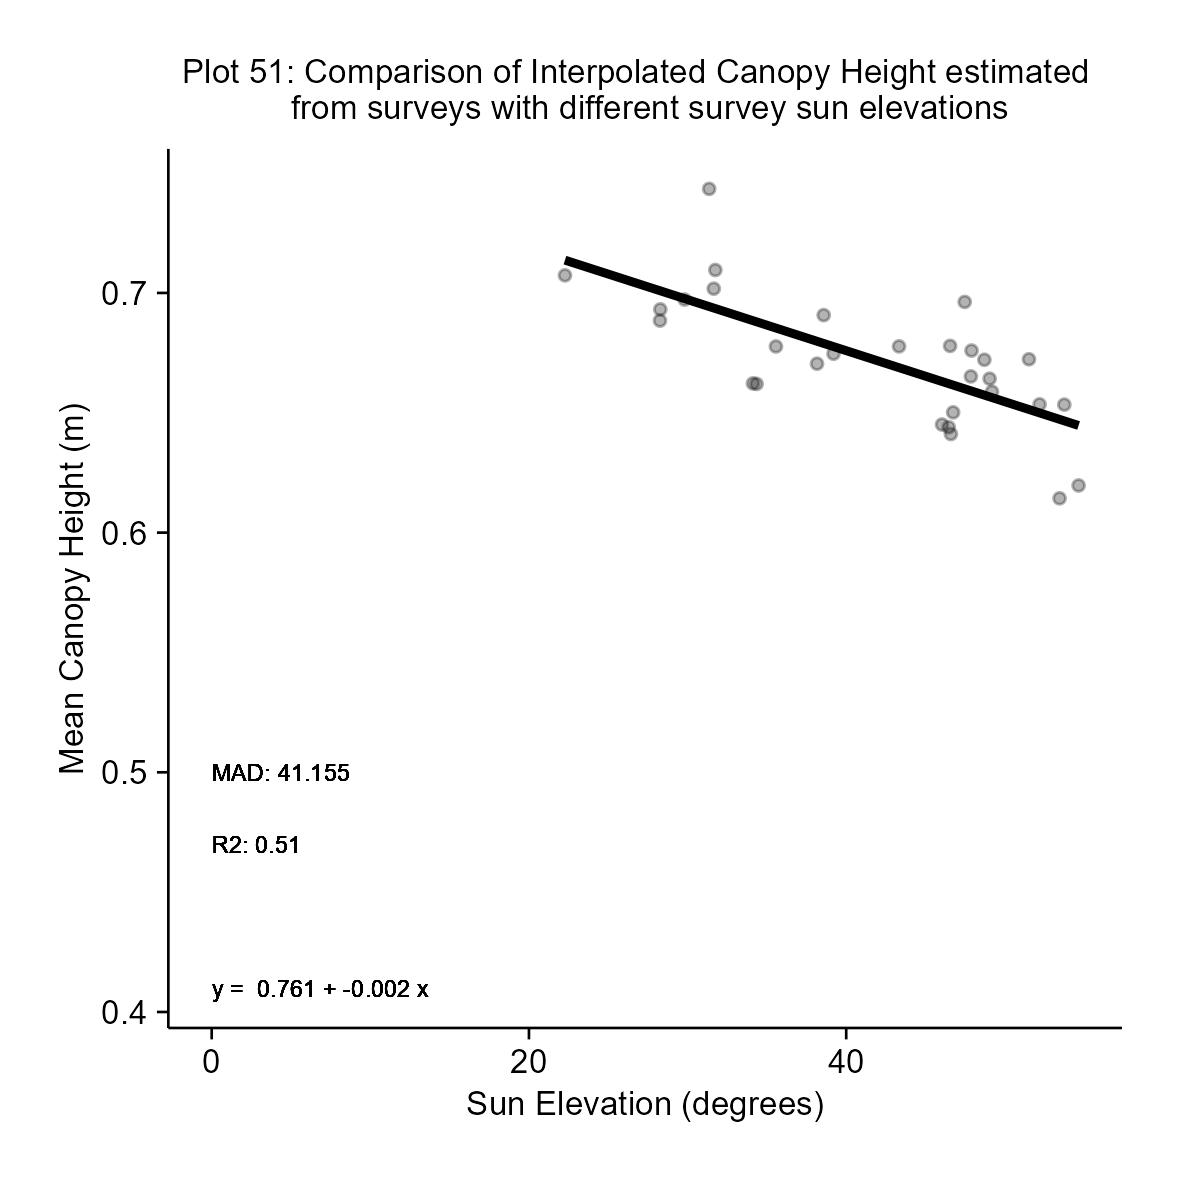 Plot 51: Comparison of Interpolated Canopy Height estimated
from surveys with different survey sun elevations
Mean Canopy Height (m)
0.7
0.6
0.5
0.4
MAD: 41.155
R2: 0.51
y =  0.761 + -0.002 x
0
20
40
Sun Elevation (degrees)